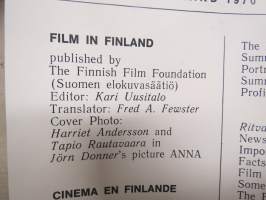 1970
FILM IN FINLAND
published by
The Finnish Film Foundation
(Suomen elokuvasäätiö)
Editor: Kari Uusitalo
Translator: Fred A. Fewster
Cover Photo:
Harriet Andersson and
Tapio Rautavaara in
Jörn Donner's picture ANNA
CINEMA EN FINLANDE
The
Sum
Portr
Sum
Profi
Ritva
News
Impo
Facts
Film
Some
The F